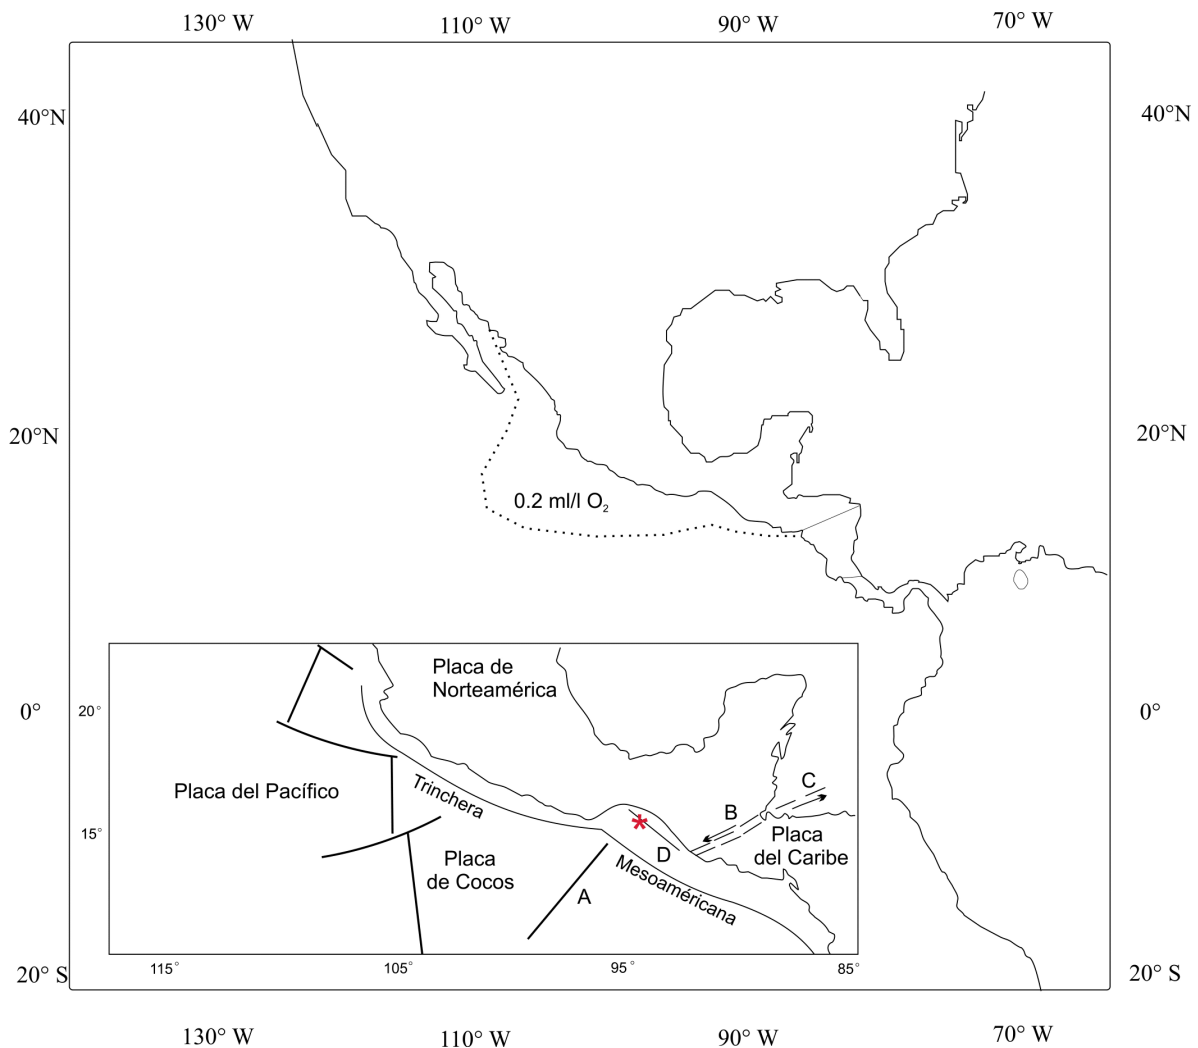 130° W 110° W 90° W 70° W
40°N 40°N
20°N 20°N
0.2 ml/l O₂
Placa de
Norteamérica
0° 20° 0°
Placa del Pacífico
Trinchera
C
B
15°
Placa
del Caribe
Placa
de Cocos
D
Mesoaméricana
A
20° S 115° 105° 95° 85° 20° S
130° W 110° W 90° W 70° W